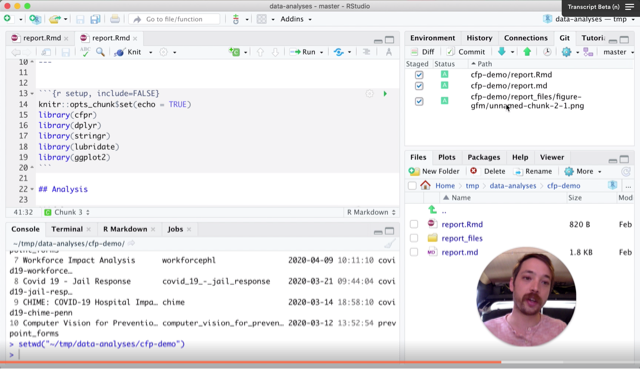 data-analyses - master - RStudio
Transcript Beta (n)
Go to file/function
Addins
data-analyses — tmp
report.Rmd
report.Rmd
Knit
Run
10 ---
11
12
13 ```{r setup, include=FALSE}
14 knitr::opts_chunk$set(echo = TRUE)
15 library(cfpr)
16 library(dplyr)
17 library(stringr)
18 library(lubridate)
19 library(ggplot2)
20 ```
21
22 ## Analysis
23
41:32
Chunk 3
R Markdown
Console
Terminal
R Markdown
Jobs
~/tmp/data-analyses/cfp-demo/
point_forms
7 Workforce Impact Analysis workforcephl 2020-04-09 10:11:10 covi
d19-workforce…
8 Covid 19 - Jail Response covid_19_-_jail_response 2020-03-21 09:44:04 covi
d19-jail-resp…
9 CHIME: COVID-19 Hospital Impa… chime 2020-03-14 18:58:10 covi
d19-chime-penn
10 Computer Vision for Preventio… computer_vision_for_preven… 2020-03-12 13:52:54 prev
point_forms
> setwd("~/tmp/data-analyses/cfp-demo")
>
Environment
History
Connections
Git
Tutori
Diff
Commit
master
Staged
Status
Path
A
cfp-demo/report.Rmd
A
cfp-demo/report.md
A
cfp-demo/report_files/figure-
gfm/unnamed-chunk-2-1.png
Files
Plots
Packages
Help
Viewer
New Folder
Delete
Rename
More
Home
tmp
data-analyses
cfp-demo
Name
Size
Mod
..
report.Rmd
820 B
Feb
report_files
report.md
1.8 KB
Feb